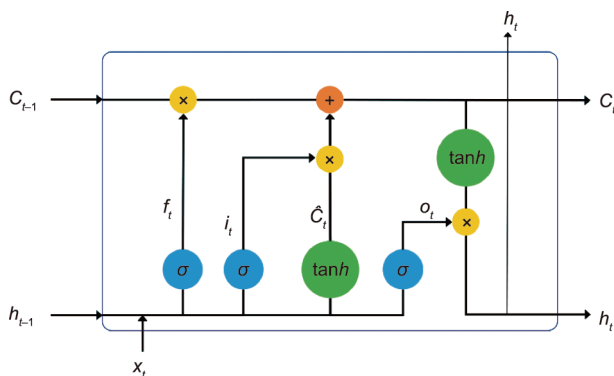 h_t
C_{t–1}
×
+
C_t
tanh
×
f_t
i_t
Ĉ_t
o_t
×
σ
σ
tanh
σ
h_{t–1}
h_t
x_t